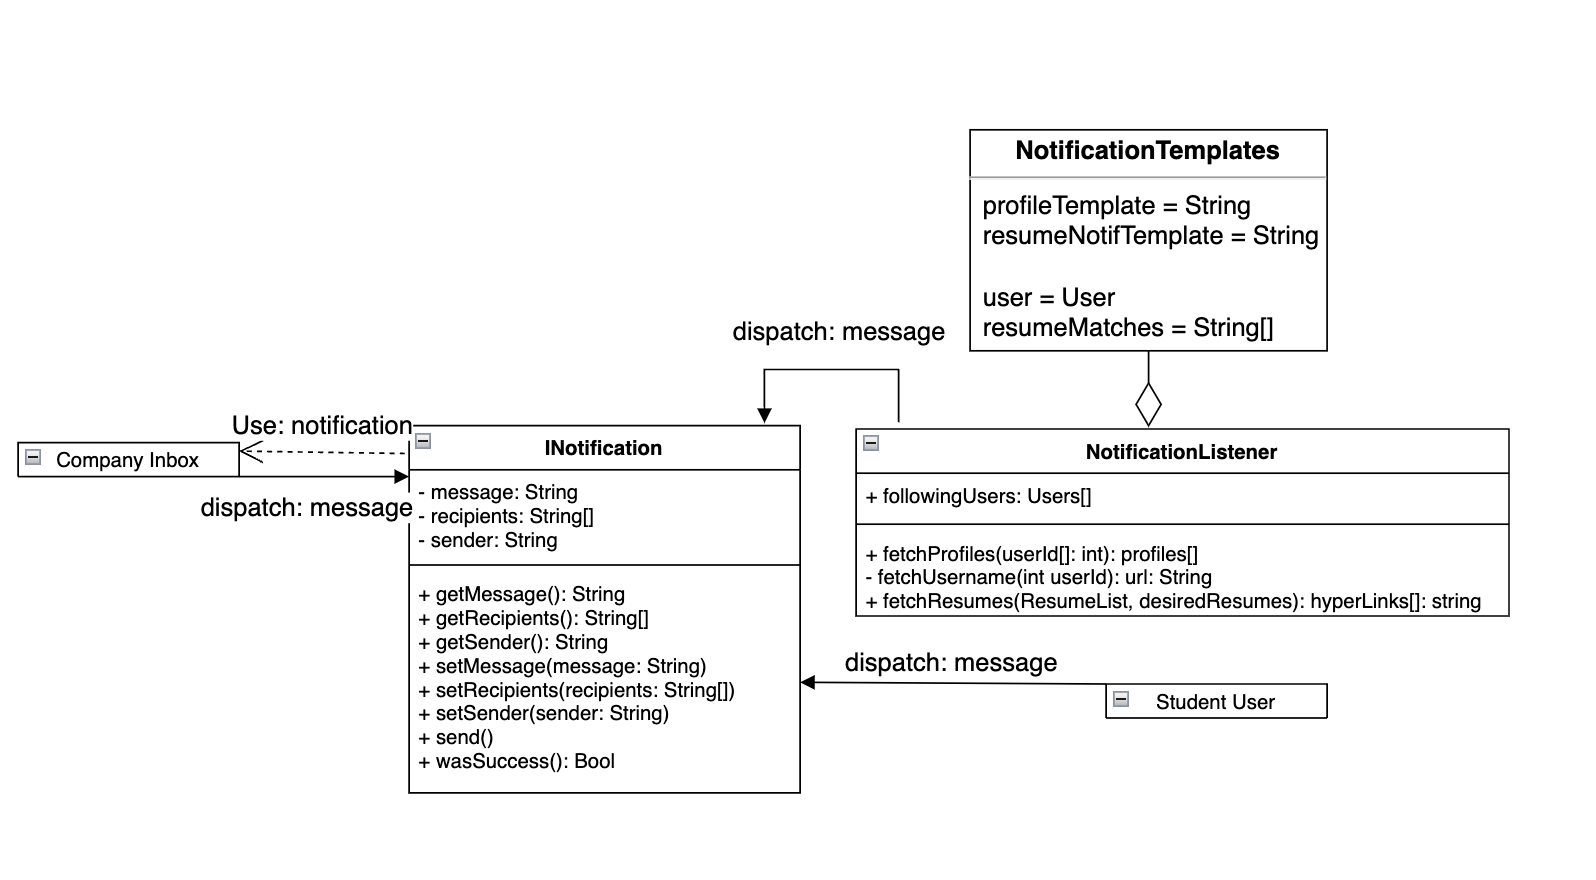 NotificationTemplates
profileTemplate = String
resumeNotifTemplate = String
user = User
resumeMatches = String[]
dispatch: message
Use: notification
Company Inbox
dispatch: message
INotification
- message: String
- recipients: String[]
- sender: String
+ getMessage(): String
+ getRecipients(): String[]
+ getSender(): String
+ setMessage(message: String)
+ setRecipients(recipients: String[])
+ setSender(sender: String)
+ send()
+ wasSuccess(): Bool
NotificationListener
+ followingUsers: Users[]
+ fetchProfiles(userId[]: int): profiles[]
- fetchUsername(int userId): url: String
+ fetchResumes(ResumeList, desiredResumes): hyperLinks[]: string
dispatch: message
Student User